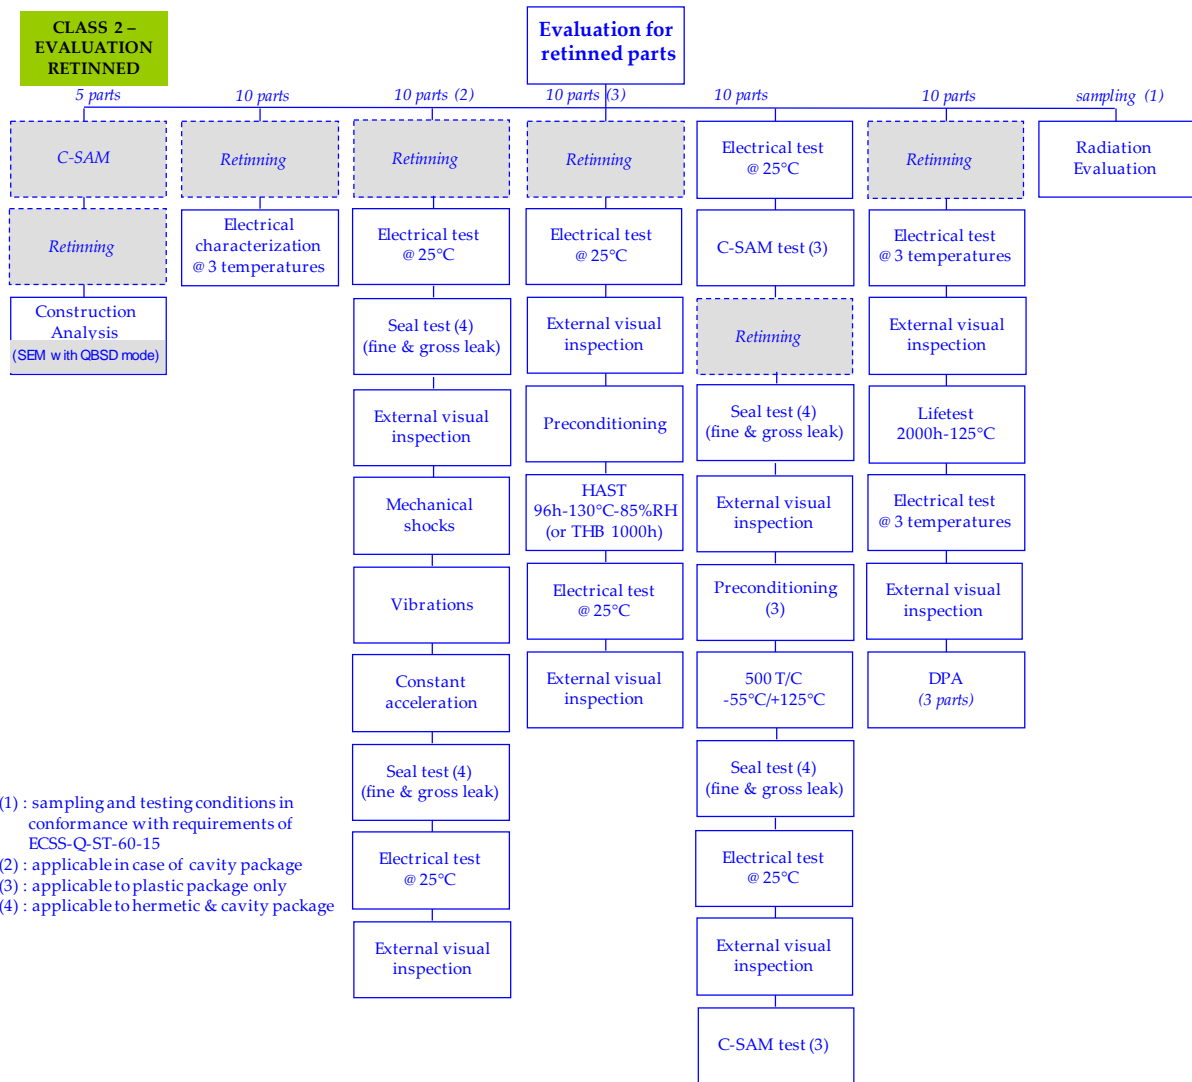 CLASS 2 –
EVALUATION
RETINNED
Evaluation for
retinned parts
5 parts
10 parts
10 parts (2)
10 parts (3)
10 parts
10 parts
sampling (1)
C-SAM
Retinning
Construction
Analysis
(SEM with QBSD mode)
Retinning
Electrical
characterization
@ 3 temperatures
Retinning
Electrical test
@ 25°C
Seal test (4)
(fine & gross leak)
External visual
inspection
Mechanical
shocks
Vibrations
Constant
acceleration
Seal test (4)
(fine & gross leak)
Electrical test
@ 25°C
External visual
inspection
Retinning
Electrical test
@ 25°C
External visual
inspection
Preconditioning
HAST
96h-130°C-85%RH
(or THB 1000h)
Electrical test
@ 25°C
External visual
inspection
Electrical test
@ 25°C
C-SAM test (3)
Retinning
Seal test (4)
(fine & gross leak)
External visual
inspection
Preconditioning
(3)
500 T/C
-55°C/+125°C
Seal test (4)
(fine & gross leak)
Electrical test
@ 25°C
External visual
inspection
C-SAM test (3)
Retinning
Electrical test
@ 3 temperatures
External visual
inspection
Lifetest
2000h-125°C
Electrical test
@ 3 temperatures
External visual
inspection
DPA
(3 parts)
Radiation
Evaluation
(1) : sampling and testing conditions in
conformance with requirements of
ECSS-Q-ST-60-15
(2) : applicable in case of cavity package
(3) : applicable to plastic package only
(4) : applicable to hermetic & cavity package